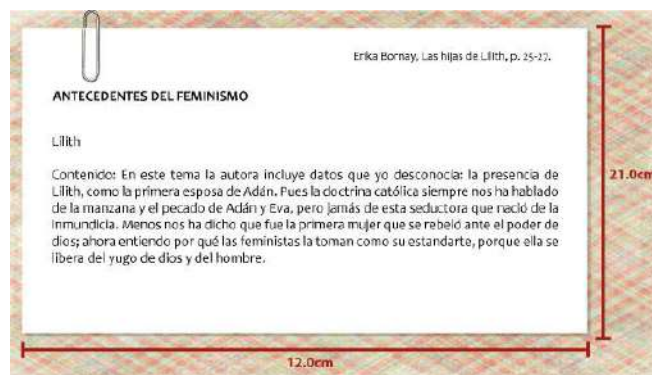 Erika Bornay, Las hijas de Lilith, p. 25-27.
ANTECEDENTES DEL FEMINISMO
Lilith
Contenido: En este tema la autora incluye datos que yo desconocía: la presencia de
Lilith, como la primera esposa de Adán. Pues la doctrina católica siempre nos ha hablado
de la manzana y el pecado de Adán y Eva, pero jamás de esta seductora que nació de la
inmundicia. Menos nos ha dicho que fue la primera mujer que se rebeló ante el poder de
dios; ahora entiendo por qué las feministas la toman como su estandarte, porque ella se
libera del yugo de dios y del hombre.
21.0cm
12.0cm